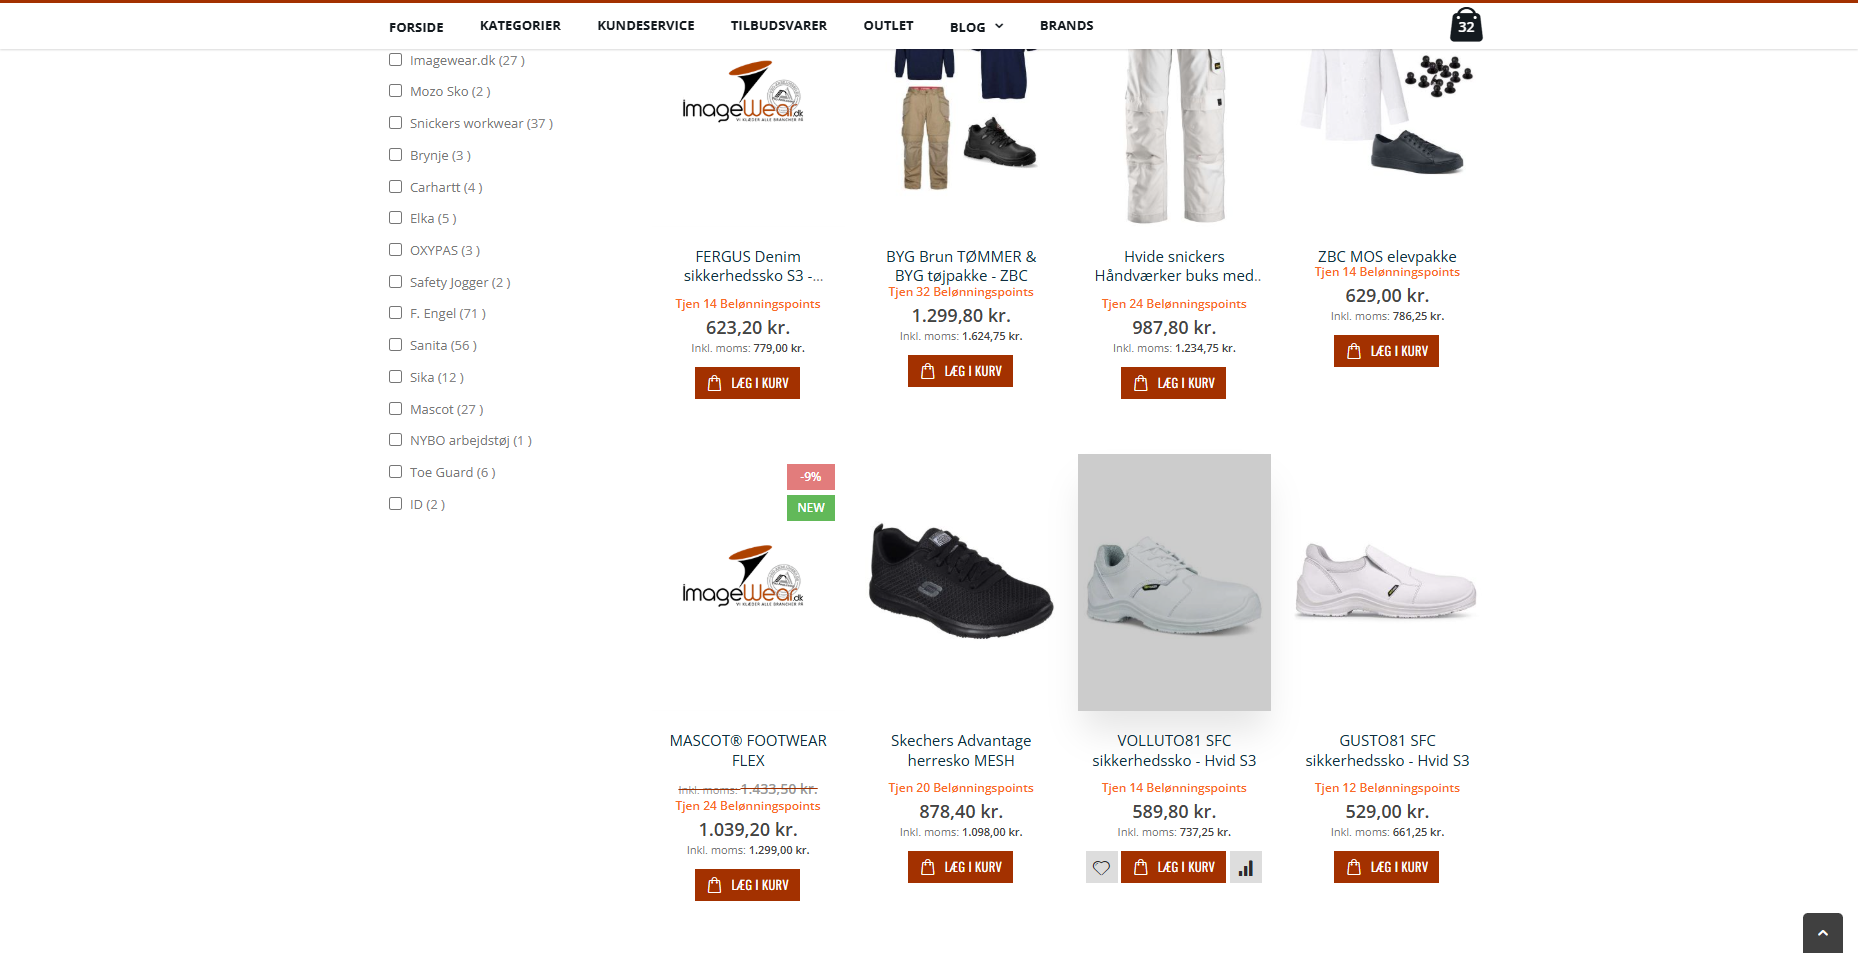 FORSIDE
KATEGORIER
KUNDESERVICE
TILBUDSVARER
OUTLET
BLOG
BRANDS
32
Imagewear.dk (27 )
Mozo Sko (2 )
Snickers workwear (37 )
Brynje (3 )
Carhartt (4 )
Elka (5 )
OXYPAS (3 )
Safety Jogger (2 )
F. Engel (71 )
Sanita (56 )
Sika (12 )
Mascot (27 )
NYBO arbejdstøj (1 )
Toe Guard (6 )
ID (2 )
imageWear.dk
VI KLÆDER ALLE BRANCHER PÅ
FERGUS Denim
sikkerhedssko S3 -...
Tjen 14 Belønningspoints
623,20 kr.
Inkl. moms: 779,00 kr.
LÆG I KURV
BYG Brun TØMMER &
BYG tøjpakke - ZBC
Tjen 32 Belønningspoints
1.299,80 kr.
Inkl. moms: 1.624,75 kr.
LÆG I KURV
Hvide snickers
Håndværker buks med..
Tjen 24 Belønningspoints
987,80 kr.
Inkl. moms: 1.234,75 kr.
LÆG I KURV
ZBC MOS elevpakke
Tjen 14 Belønningspoints
629,00 kr.
Inkl. moms: 786,25 kr.
LÆG I KURV
-9%
NEW
imageWear.dk
VI KLÆDER ALLE BRANCHER PÅ
MASCOT® FOOTWEAR
FLEX
Inkl. moms: 1.433,50 kr.
Tjen 24 Belønningspoints
1.039,20 kr.
Inkl. moms: 1.299,00 kr.
LÆG I KURV
Skechers Advantage
herresko MESH
Tjen 20 Belønningspoints
878,40 kr.
Inkl. moms: 1.098,00 kr.
LÆG I KURV
VOLLUTO81 SFC
sikkerhedssko - Hvid S3
Tjen 14 Belønningspoints
589,80 kr.
Inkl. moms: 737,25 kr.
LÆG I KURV
GUSTO81 SFC
sikkerhedssko - Hvid S3
Tjen 12 Belønningspoints
529,00 kr.
Inkl. moms: 661,25 kr.
LÆG I KURV